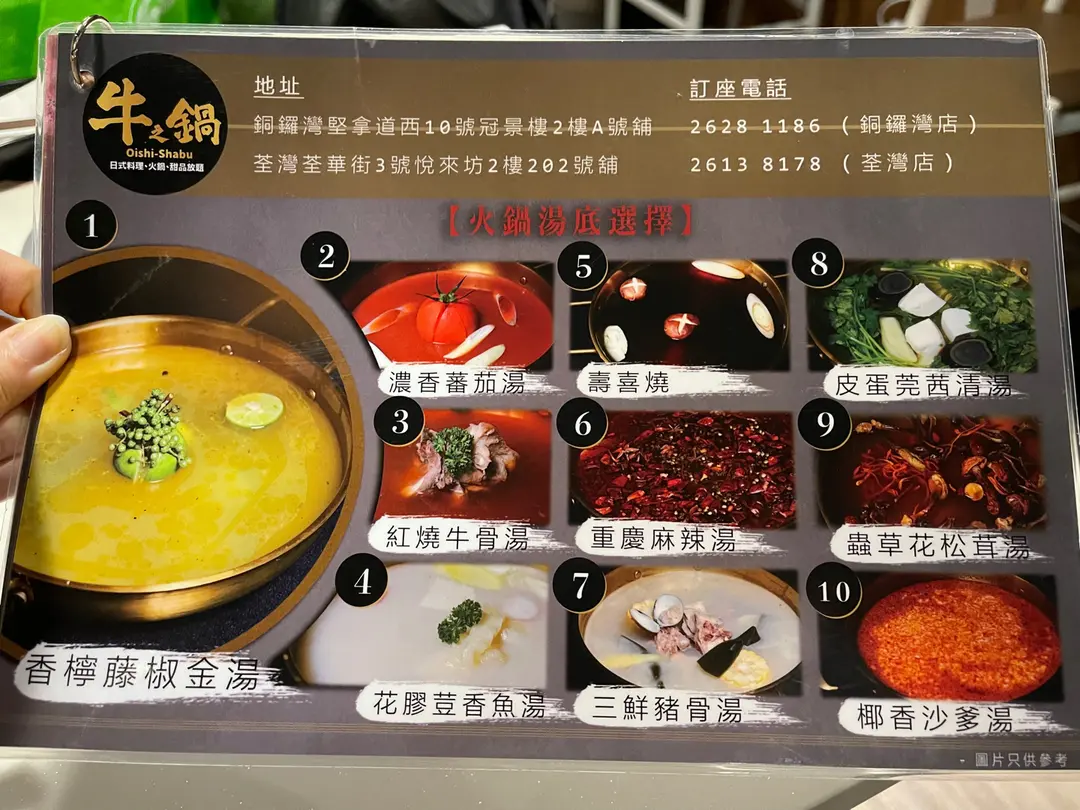 牛之鍋
Oishi-Shabu
日式料理、火鍋、甜品放題
地址
銅鑼灣堅拿道西10號冠景樓2樓A號舖
荃灣荃華街3號悅來坊2樓202號舖
訂座電話
2628 1186 (銅鑼灣店)
2613 8178 (荃灣店)
【火鍋湯底選擇】
1
香檸藤椒金湯
2
濃香蕃茄湯
3
紅燒牛骨湯
4
花膠荳香魚湯
5
壽喜燒
6
重慶麻辣湯
7
三鮮豬骨湯
8
皮蛋莞茜清湯
9
蟲草花松茸湯
10
椰香沙爹湯
- 圖片只供參考